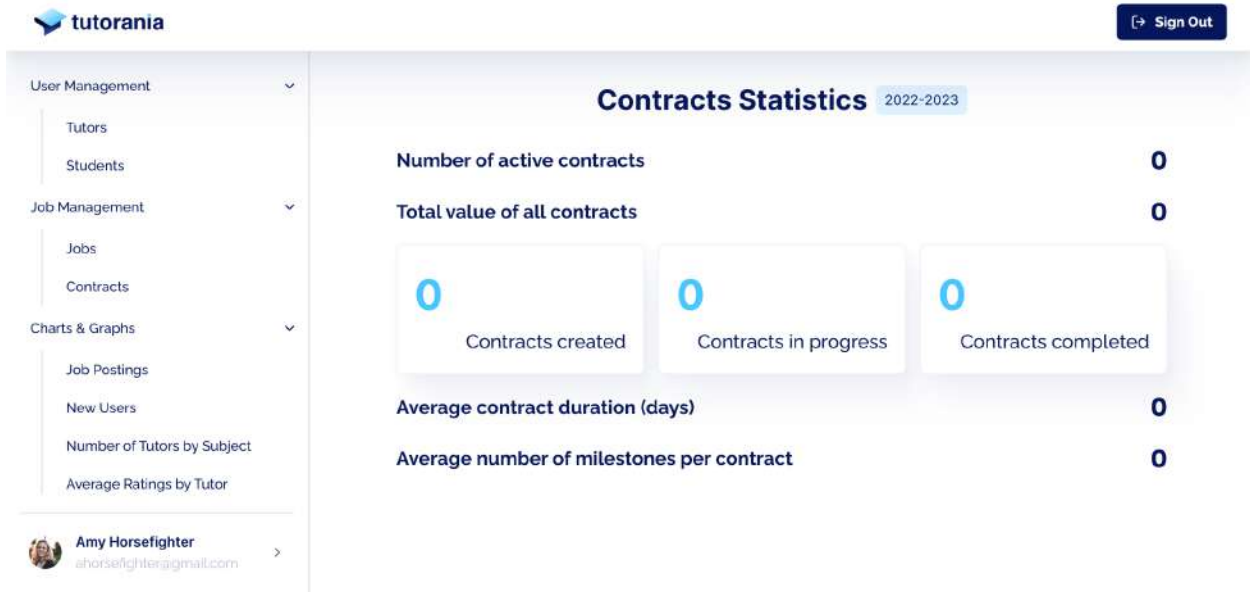 tutorania
Sign Out
User Management
Tutors
Students
Job Management
Jobs
Contracts
Charts & Graphs
Job Postings
New Users
Number of Tutors by Subject
Average Ratings by Tutor
Amy Horsefighter
ahorsefighter@gmail.com
Contracts Statistics 2022-2023
Number of active contracts 0
Total value of all contracts 0
0
Contracts created
0
Contracts in progress
0
Contracts completed
Average contract duration (days) 0
Average number of milestones per contract 0